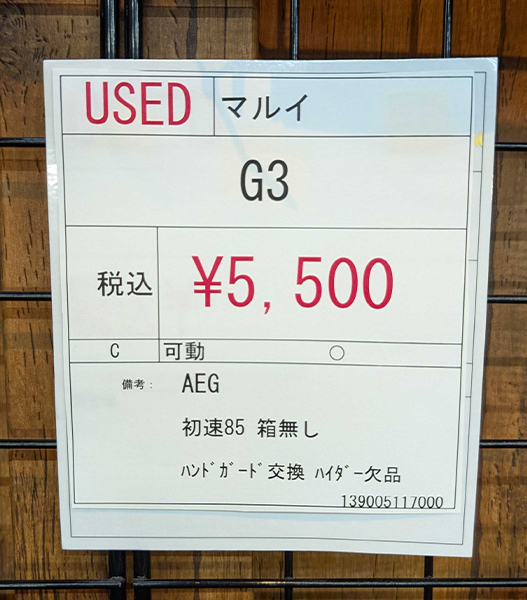 USED マルイ
G3
税込 ¥5,500
C 可動 ○
備考: AEG
初速85 箱無し
ﾊﾝﾄﾞｶﾞｰﾄﾞ交換 ﾊｲﾀﾞｰ欠品
139005117000